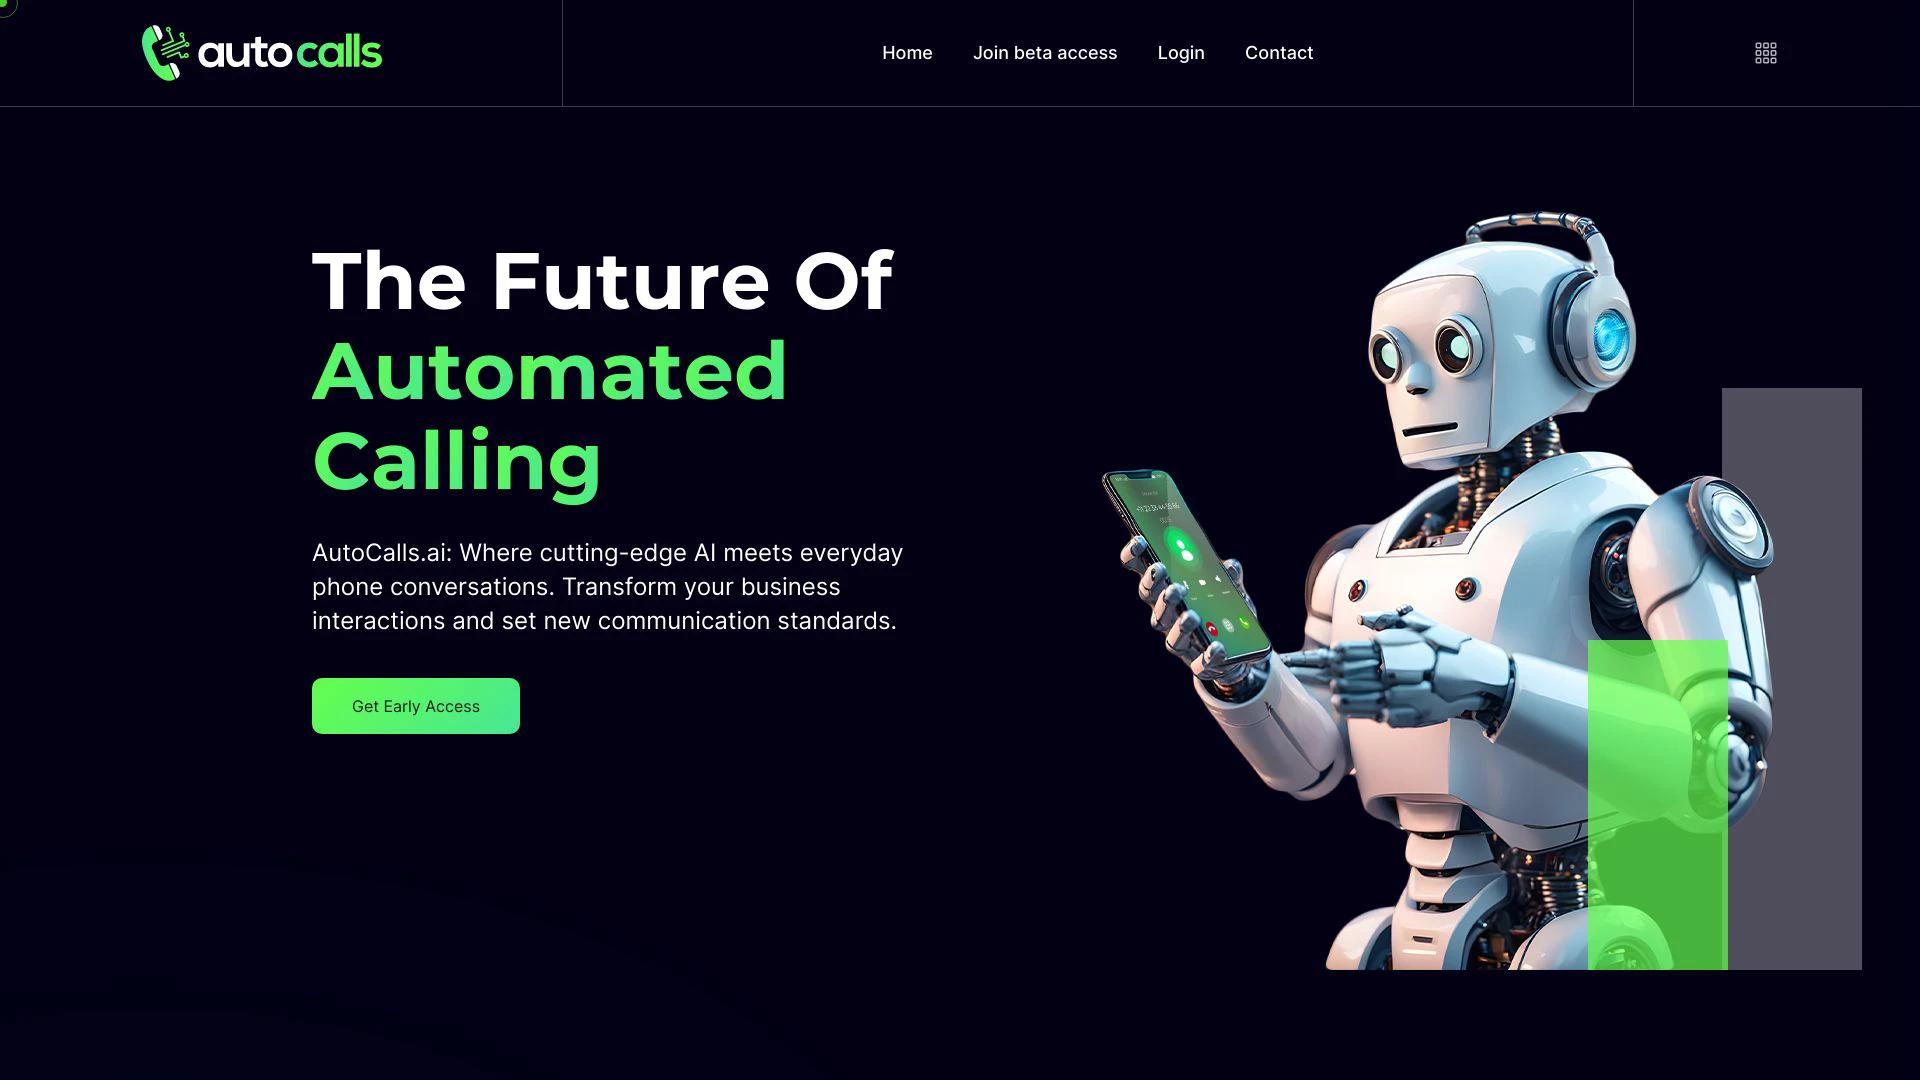 auto calls
Home
Join beta access
Login
Contact
The Future Of
Automated
Calling
AutoCalls.ai: Where cutting-edge AI meets everyday
phone conversations. Transform your business
interactions and set new communication standards.
Get Early Access